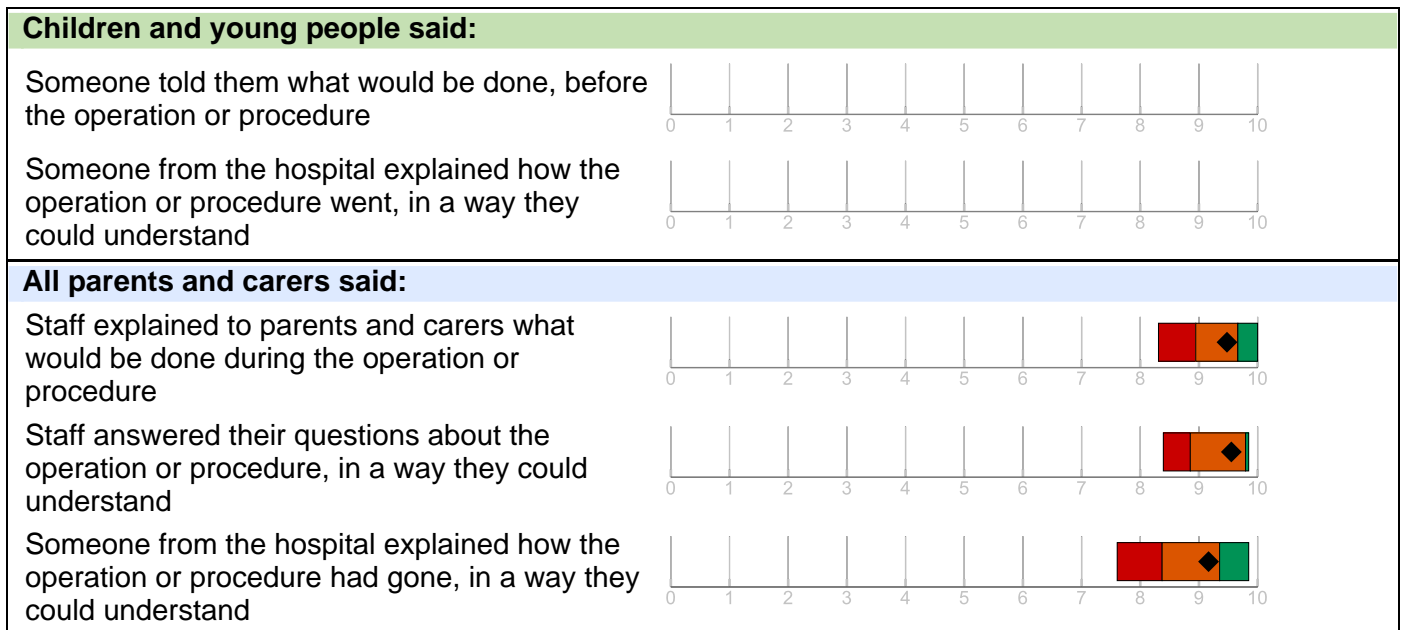 Children and young people said:
Someone told them what would be done, before
the operation or procedure
0 1 2 3 4 5 6 7 8 9 10
Someone from the hospital explained how the
operation or procedure went, in a way they
could understand
0 1 2 3 4 5 6 7 8 9 10
All parents and carers said:
Staff explained to parents and carers what
would be done during the operation or
procedure
0 1 2 3 4 5 6 7 8 9 10
Staff answered their questions about the
operation or procedure, in a way they could
understand
0 1 2 3 4 5 6 7 8 9 10
Someone from the hospital explained how the
operation or procedure had gone, in a way they
could understand
0 1 2 3 4 5 6 7 8 9 10